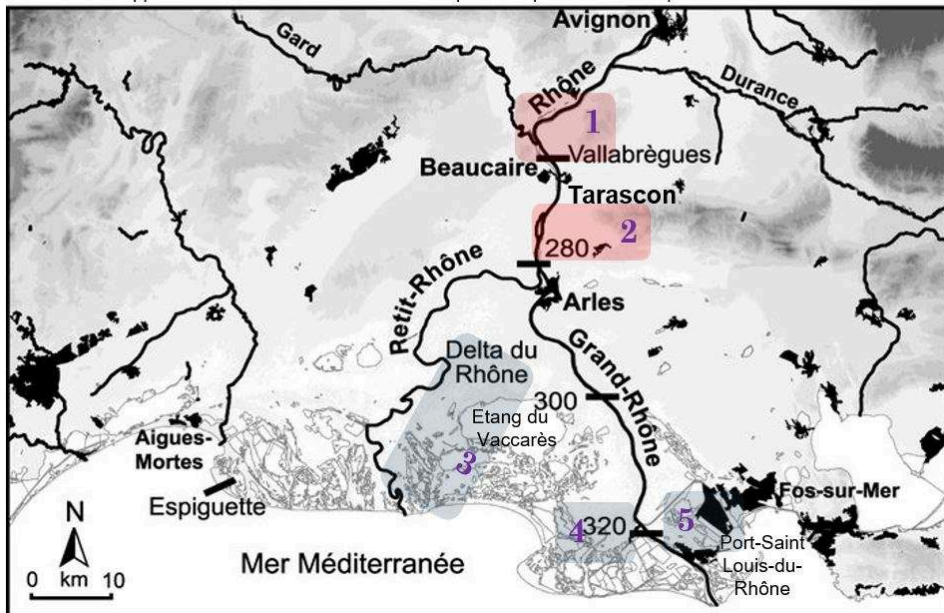 Avignon
Gard
Rhône
Durance
1
Vallabrègues
Beaucaire
Tarascon
2
280
Retit-Rhône
Arles
Grand-Rhône
Delta du
Rhône
300
Etang du
Vaccarès
3
Aigues-
Mortes
Espiguette
Fos-sur-Mer
4
320
5
Port-Saint
Louis-du-
Rhône
N
Mer Méditerranée
0 km 10